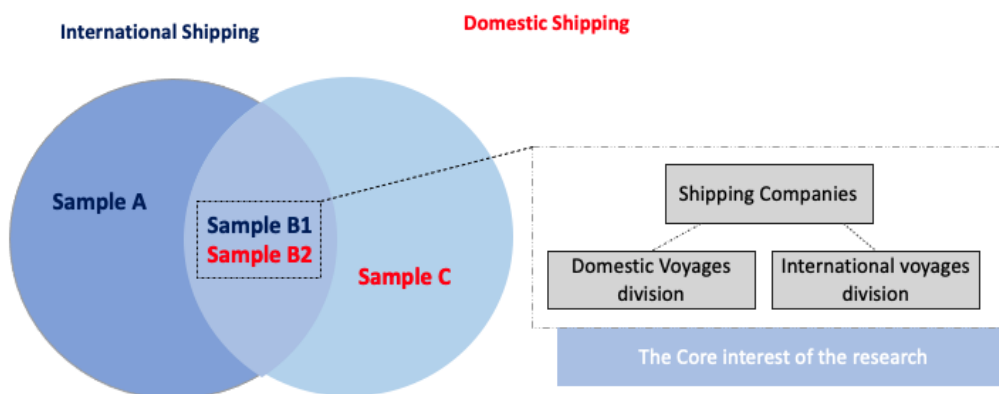 International Shipping
Domestic Shipping
Sample A
Sample B1
Sample B2
Sample C
Shipping Companies
Domestic Voyages
division
International voyages
division
The Core interest of the research